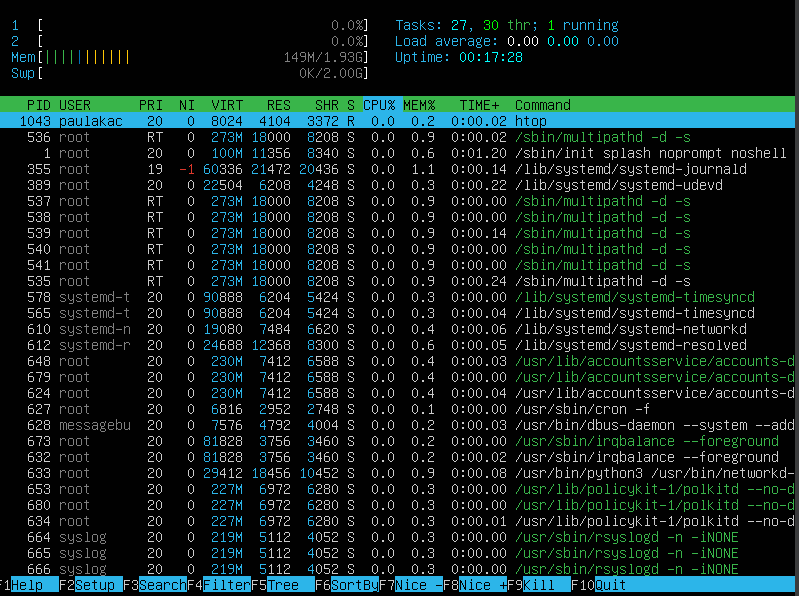 1  [ 0.0%] Tasks: 27, 30 thr; 1 running
2  [ 0.0%] Load average: 0.00 0.00 0.00
Mem[||||||||||| 149M/1.93G] Uptime: 00:17:28
Swp[ 0K/2.00G]
PID USER PRI NI VIRT RES SHR S CPU% MEM% TIME+ Command
1043 paulakac 20 0 8024 4104 3372 R 0.0 0.2 0:00.02 htop
536 root RT 0 273M 18000 8208 S 0.0 0.9 0:00.02 /sbin/multipathd -d -s
1 root 20 0 100M 11356 8340 S 0.0 0.6 0:01.20 /sbin/init splash noprompt noshell
355 root 19 -1 60336 21472 20436 S 0.0 1.1 0:00.14 /lib/systemd/systemd-journald
389 root 20 0 22504 6208 4248 S 0.0 0.3 0:00.22 /lib/systemd/systemd-udevd
537 root RT 0 273M 18000 8208 S 0.0 0.9 0:00.00 /sbin/multipathd -d -s
538 root RT 0 273M 18000 8208 S 0.0 0.9 0:00.00 /sbin/multipathd -d -s
539 root RT 0 273M 18000 8208 S 0.0 0.9 0:00.14 /sbin/multipathd -d -s
540 root RT 0 273M 18000 8208 S 0.0 0.9 0:00.00 /sbin/multipathd -d -s
541 root RT 0 273M 18000 8208 S 0.0 0.9 0:00.00 /sbin/multipathd -d -s
535 root RT 0 273M 18000 8208 S 0.0 0.9 0:00.24 /sbin/multipathd -d -s
578 systemd-t 20 0 90888 6204 5424 S 0.0 0.3 0:00.00 /lib/systemd/systemd-timesyncd
565 systemd-t 20 0 90888 6204 5424 S 0.0 0.3 0:00.04 /lib/systemd/systemd-timesyncd
610 systemd-n 20 0 19080 7484 6620 S 0.0 0.4 0:00.06 /lib/systemd/systemd-networkd
612 systemd-r 20 0 24688 12368 8300 S 0.0 0.6 0:00.05 /lib/systemd/systemd-resolved
648 root 20 0 230M 7412 6588 S 0.0 0.4 0:00.03 /usr/lib/accountsservice/accounts-d
679 root 20 0 230M 7412 6588 S 0.0 0.4 0:00.00 /usr/lib/accountsservice/accounts-d
624 root 20 0 230M 7412 6588 S 0.0 0.4 0:00.04 /usr/lib/accountsservice/accounts-d
627 root 20 0 6816 2952 2748 S 0.0 0.1 0:00.00 /usr/sbin/cron -f
628 messagebu 20 0 7576 4792 4004 S 0.0 0.2 0:00.03 /usr/bin/dbus-daemon --system --add
673 root 20 0 81828 3756 3460 S 0.0 0.2 0:00.00 /usr/sbin/irqbalance --foreground
632 root 20 0 81828 3756 3460 S 0.0 0.2 0:00.02 /usr/sbin/irqbalance --foreground
633 root 20 0 29412 18456 10452 S 0.0 0.9 0:00.08 /usr/bin/python3 /usr/bin/networkd-
653 root 20 0 227M 6972 6280 S 0.0 0.3 0:00.00 /usr/lib/policykit-1/polkitd --no-d
680 root 20 0 227M 6972 6280 S 0.0 0.3 0:00.00 /usr/lib/policykit-1/polkitd --no-d
634 root 20 0 227M 6972 6280 S 0.0 0.3 0:00.01 /usr/lib/policykit-1/polkitd --no-d
664 syslog 20 0 219M 5112 4052 S 0.0 0.3 0:00.00 /usr/sbin/rsyslogd -n -iNONE
665 syslog 20 0 219M 5112 4052 S 0.0 0.3 0:00.00 /usr/sbin/rsyslogd -n -iNONE
666 syslog 20 0 219M 5112 4052 S 0.0 0.3 0:00.00 /usr/sbin/rsyslogd -n -iNONE
F1Help F2Setup F3SearchF4FilterF5Tree F6SortByF7Nice -F8Nice +F9Kill F10Quit